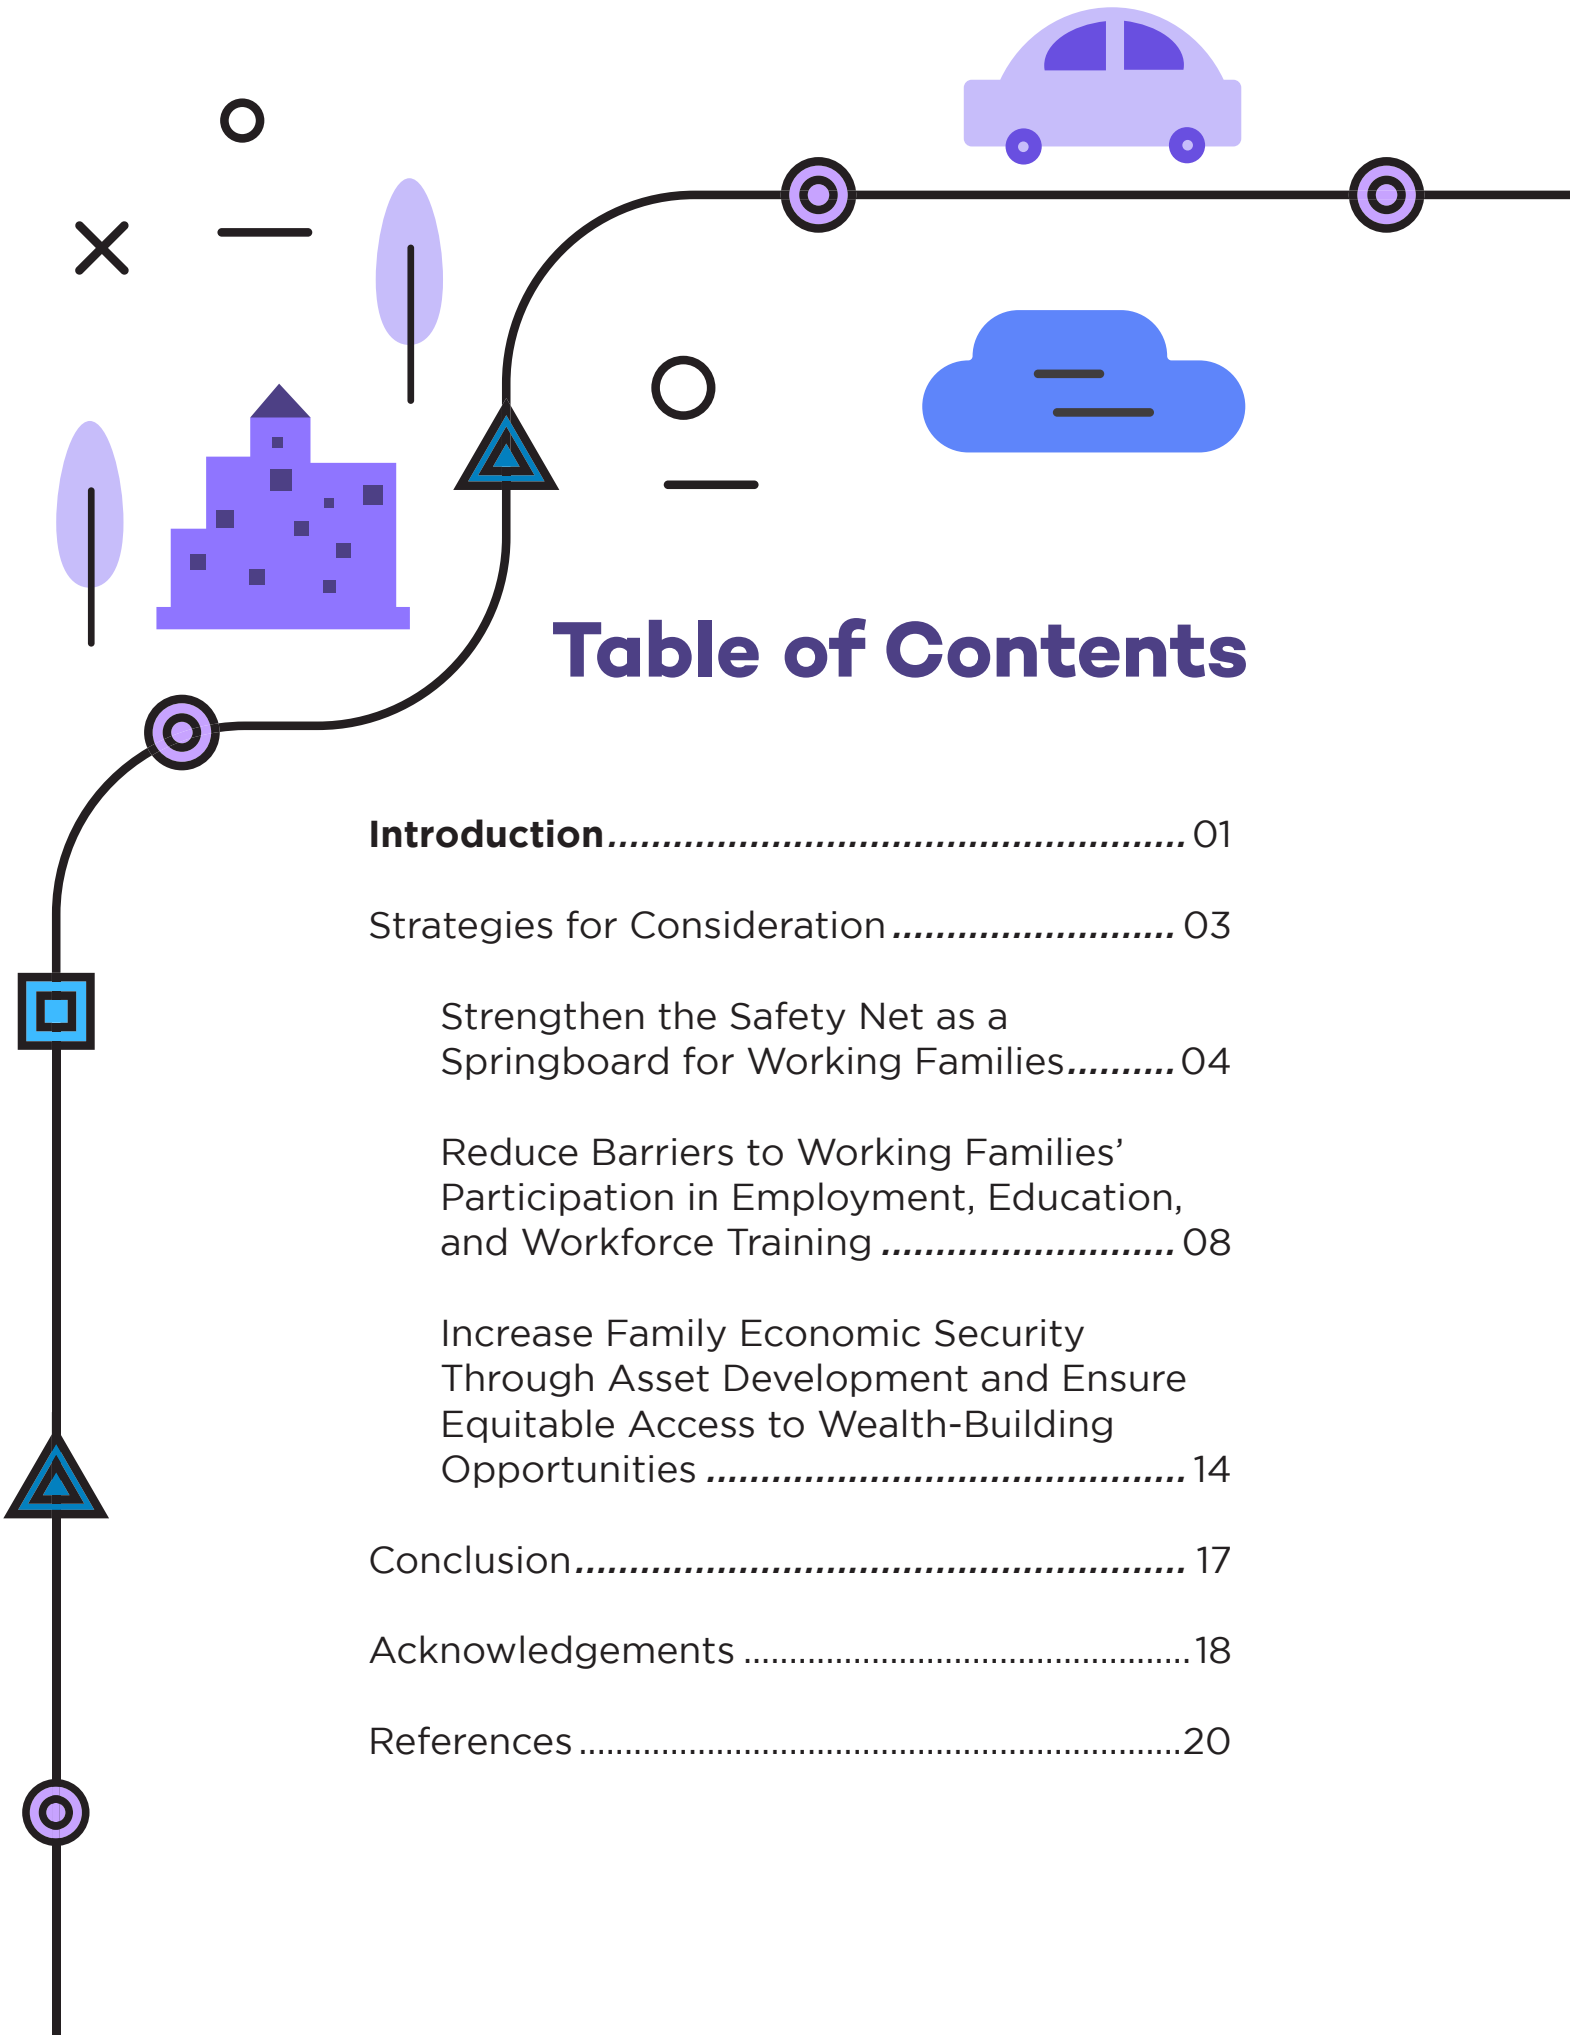 Table of Contents
Introduction..................................................... 01
Strategies for Consideration.......................... 03
Strengthen the Safety Net as a
Springboard for Working Families.......... 04
Reduce Barriers to Working Families’
Participation in Employment, Education,
and Workforce Training ........................... 08
Increase Family Economic Security
Through Asset Development and Ensure
Equitable Access to Wealth-Building
Opportunities ............................................ 14
Conclusion........................................................ 17
Acknowledgements .................................................18
References ..................................................................20